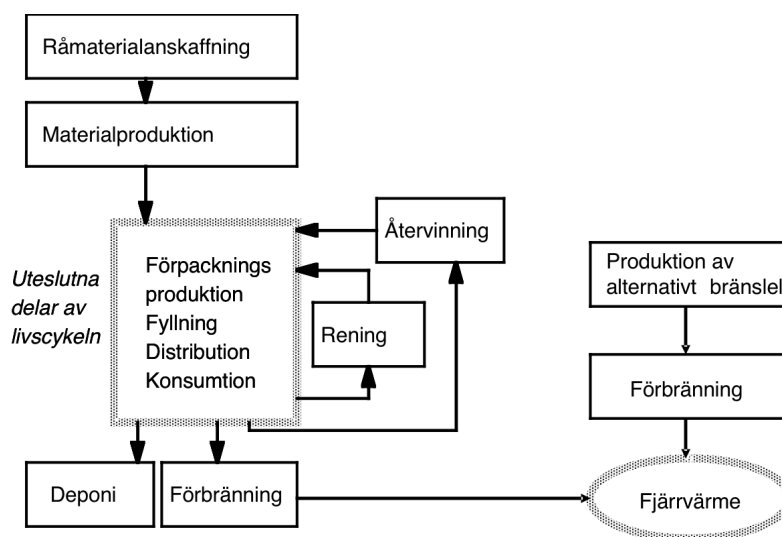 Råmaterialanskaffning
Materialproduktion
Återvinning
Uteslutna
delar av
livscykeln
Förpacknings
produktion
Fyllning
Distribution
Konsumtion
Rening
Produktion av
alternativt bränslel
Förbränning
Deponi
Förbränning
Fjärrvärme